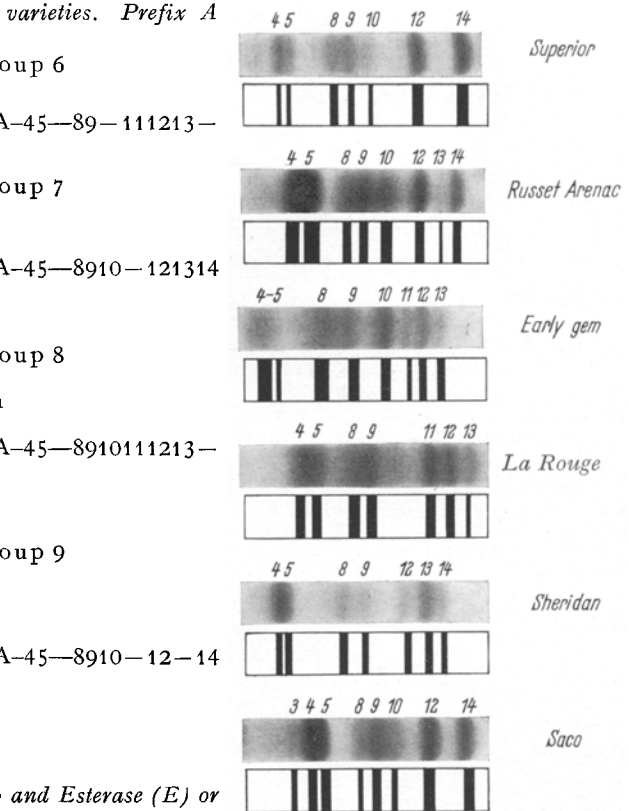 varieties. Prefix A
oup 6
A–45—89–111213–
oup 7
A–45—8910–121314
oup 8
A–45—8910111213–
oup 9
A–45—8910–12–14
and Esterase (E) or
4 5 8 9 10 12 14
Superior
4 5 8 9 10 12 13 14
Russet Arenac
4-5 8 9 10 11 12 13
Early gem
4 5 8 9 11 12 13
La Rouge
4 5 8 9 12 13 14
Sheridan
3 4 5 8 9 10 12 14
Saco